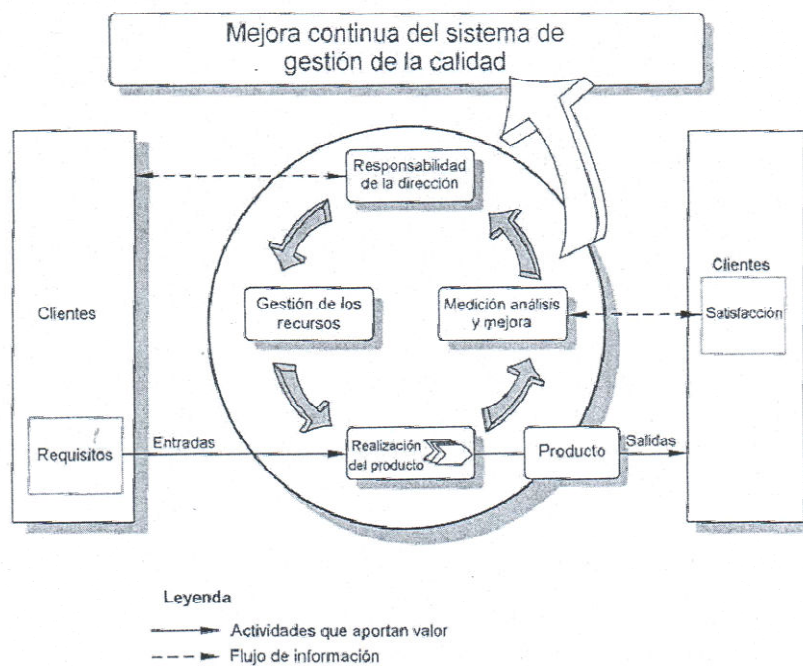 Mejora continua del sistema de
gestión de la calidad
Responsabilidad
de la dirección
Clientes
Gestión de los
recursos
Medición análisis
y mejora
Clientes
Satisfacción
Requisitos
Entradas
Realización
del producto
Producto
Salidas
Leyenda
Actividades que aportan valor
Flujo de información